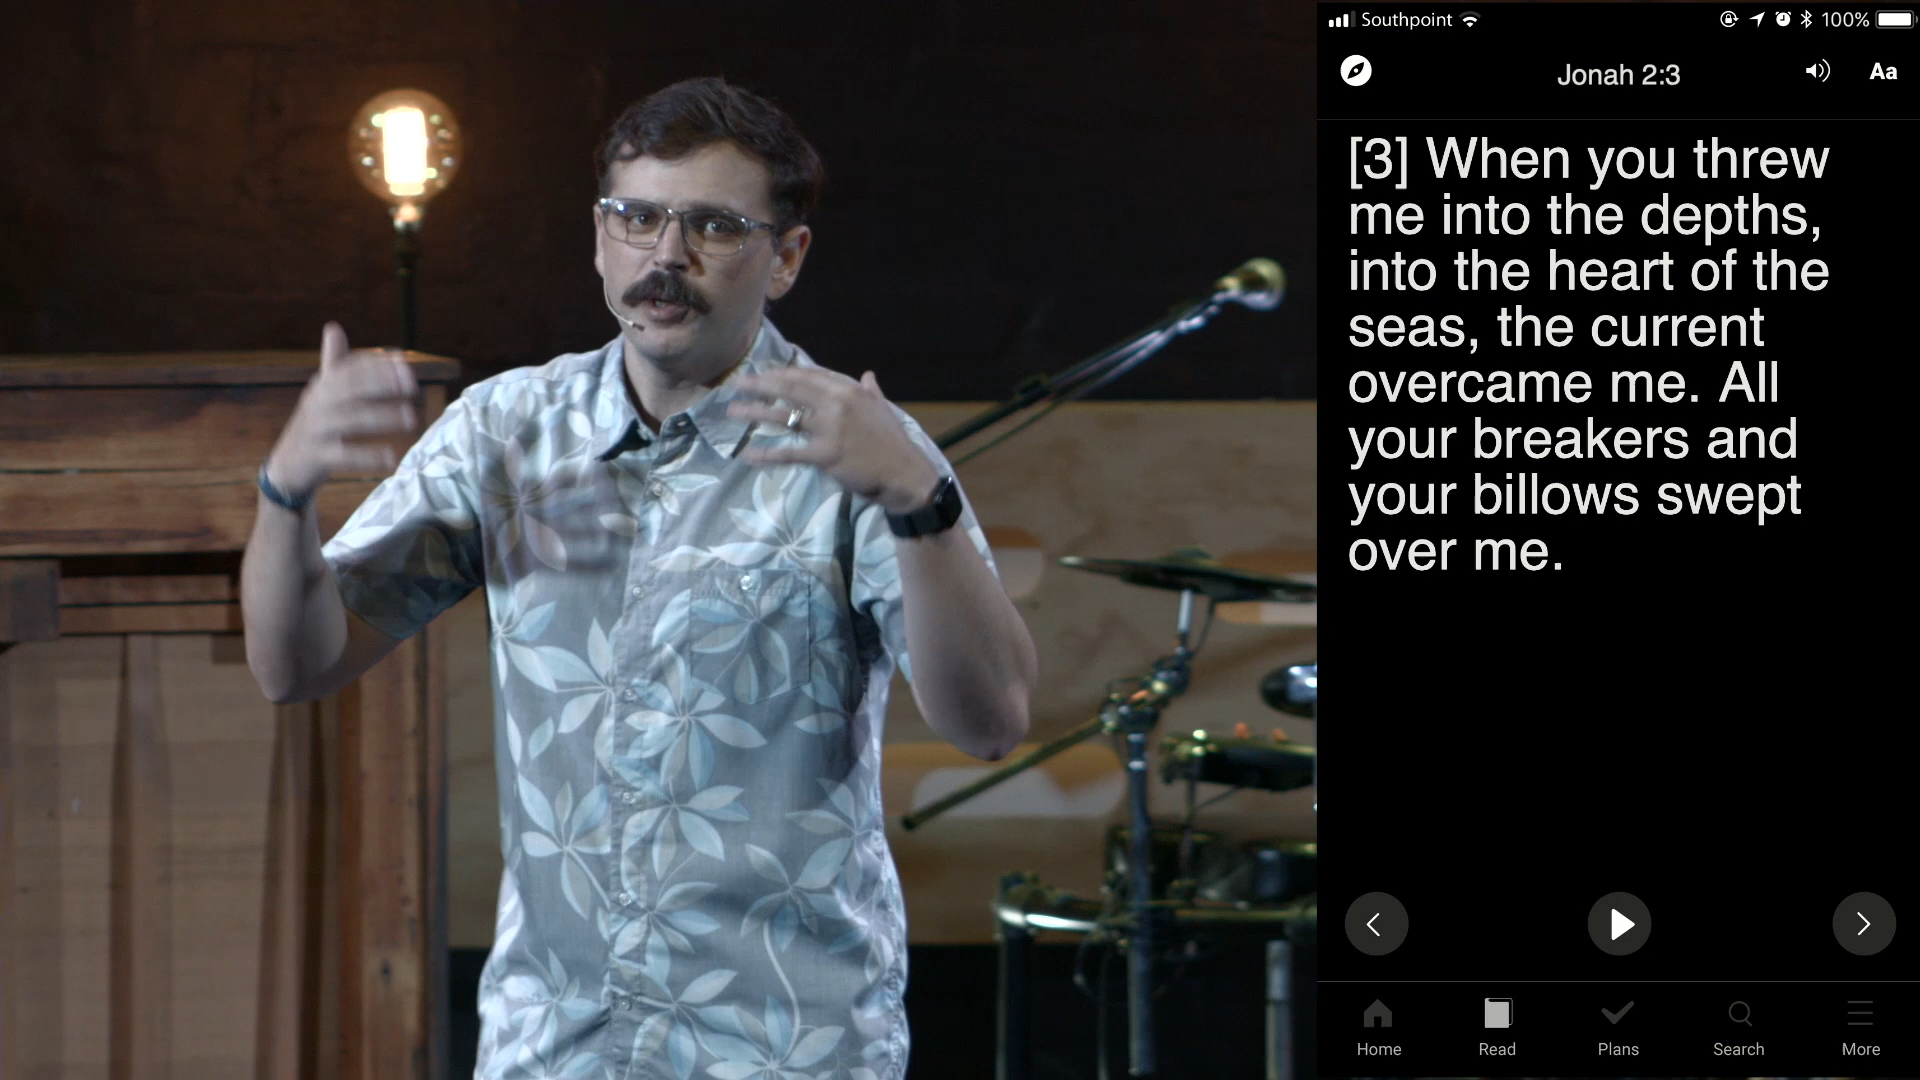 Southpoint 100%
Jonah 2:3
Aa
[3] When you threw
me into the depths,
into the heart of the
seas, the current
overcame me. All
your breakers and
your billows swept
over me.
Home Read Plans Search More